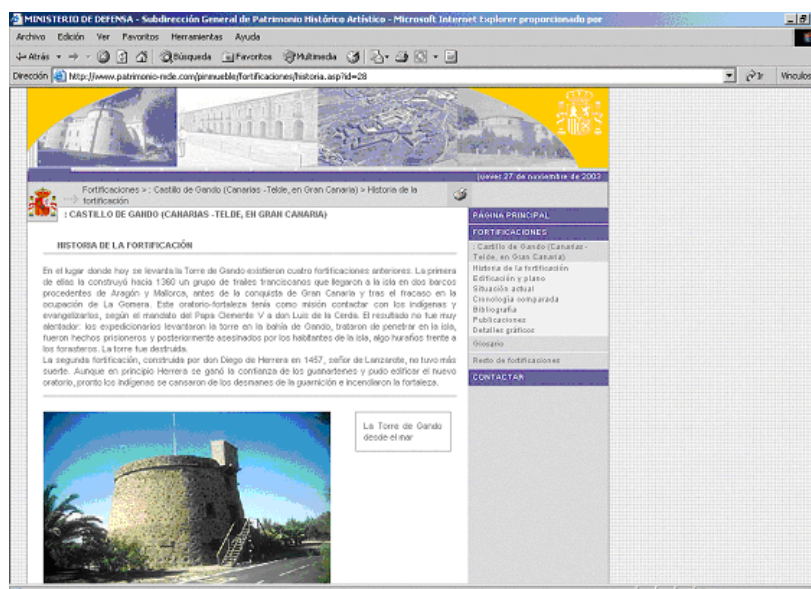 MINISTERIO DE DEFENSA - Subdirección General de Patrimonio Histórico Artístico - Microsoft Internet Explorer proporcionado por
Archivo Edición Ver Favoritos Herramientas Ayuda
Atrás Búsqueda Favoritos Multimedia
Dirección http://www.patrimonio-mde.com/pinmueble/fortificaciones/historia.asp?id=28 Ir Vínculos
jueves 27 de noviembre de 2003
Fortificaciones > : Castillo de Gando (Canarias -Telde, en Gran Canaria) > Historia de la
fortificación
: CASTILLO DE GANDO (CANARIAS -TELDE, EN GRAN CANARIA)
HISTORIA DE LA FORTIFICACIÓN
En el lugar donde hoy se levanta la Torre de Gando existieron cuatro fortificaciones anteriores. La primera
de ellas la construyó hacia 1360 un grupo de frailes franciscanos que llegaron a la isla en dos barcos
procedentes de Aragón y Mallorca, antes de la conquista de Gran Canaria y tras el fracaso en la
ocupación de La Gomera. Este oratorio-fortaleza tenía como misión contactar con los indígenas y
evangelizarlos, según el mandato del Papa Clemente V a don Luis de la Cerda. El resultado no fue muy
alentador: los expedicionarios levantaron la torre en la bahía de Gando, trataron de penetrar en la isla,
fueron hechos prisioneros y posteriormente asesinados por los habitantes de la isla, algo huraños frente a
los forasteros. La torre fue destruida.
La segunda fortificación, construida por don Diego de Herrera en 1457, señor de Lanzarote, no tuvo más
suerte. Aunque en principio Herrera se ganó la confianza de los guanartenes y pudo edificar el nuevo
oratorio, pronto los indígenas se cansaron de los desmanes de la guarnición e incendiaron la fortaleza.
La Torre de Gando
desde el mar
PÁGINA PRINCIPAL
FORTIFICACIONES
: Castillo de Gando (Canarias -
Telde, en Gran Canaria)
Historia de la fortificación
Edificación y plano
Situación actual
Cronología comparada
Bibliografía
Publicaciones
Detalles gráficos
Glosario
Resto de fortificaciones
CONTACTAR